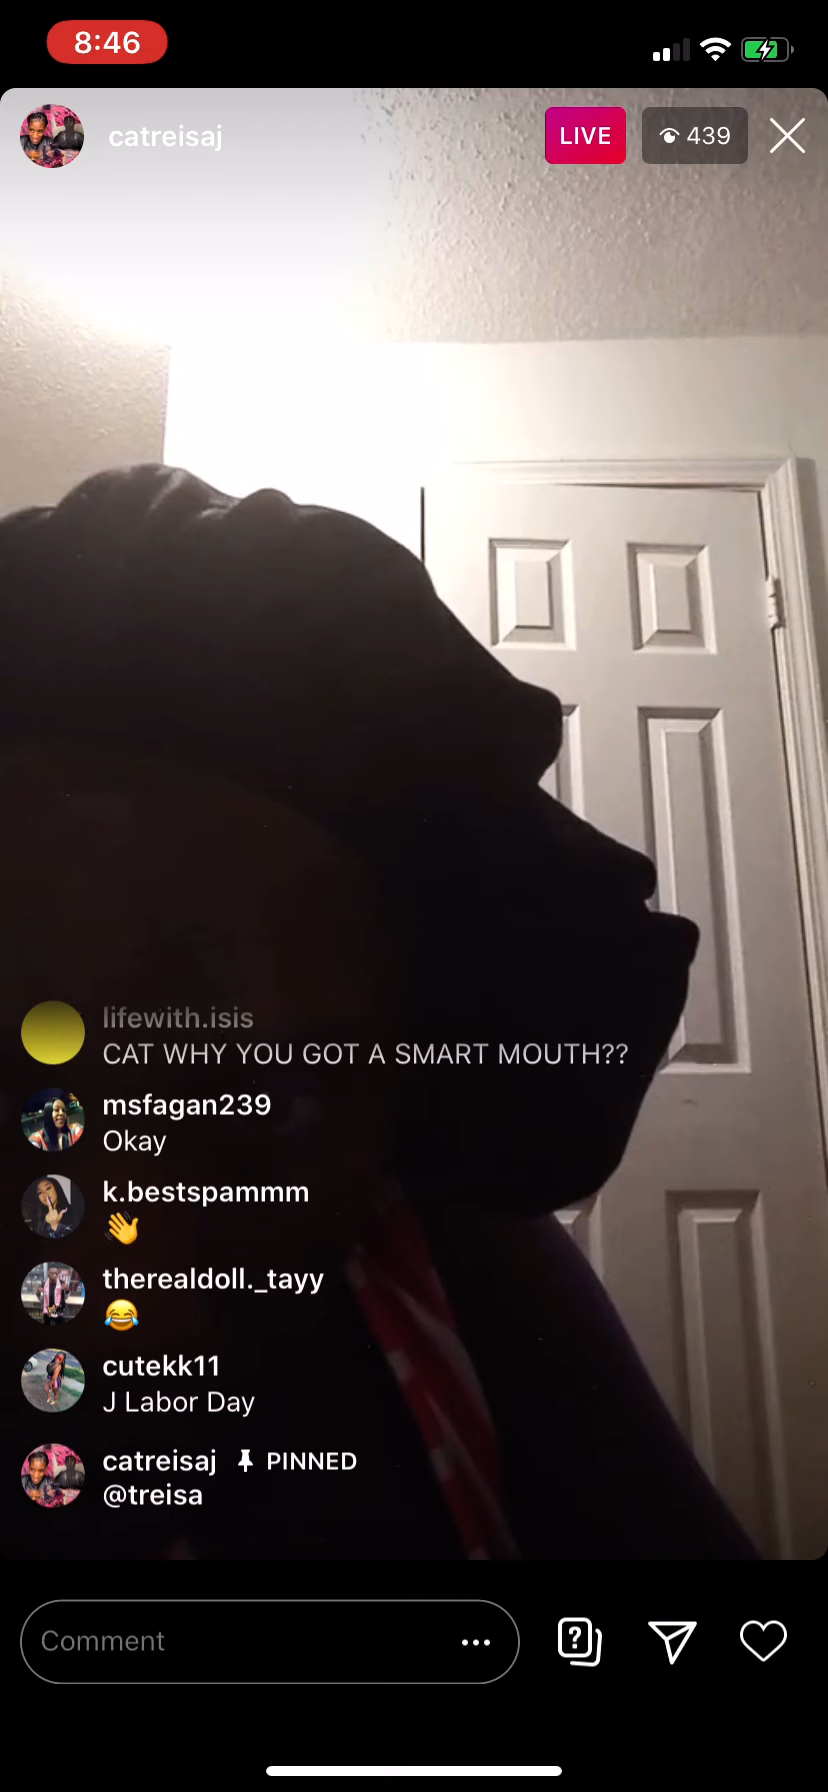 8:46
catreisaj
LIVE
439
lifewith.isis
CAT WHY YOU GOT A SMART MOUTH??
msfagan239
Okay
k.bestspammm
👋
therealdoll._tayy
😂
cutekk11
J Labor Day
catreisaj PINNED
@treisa
Comment